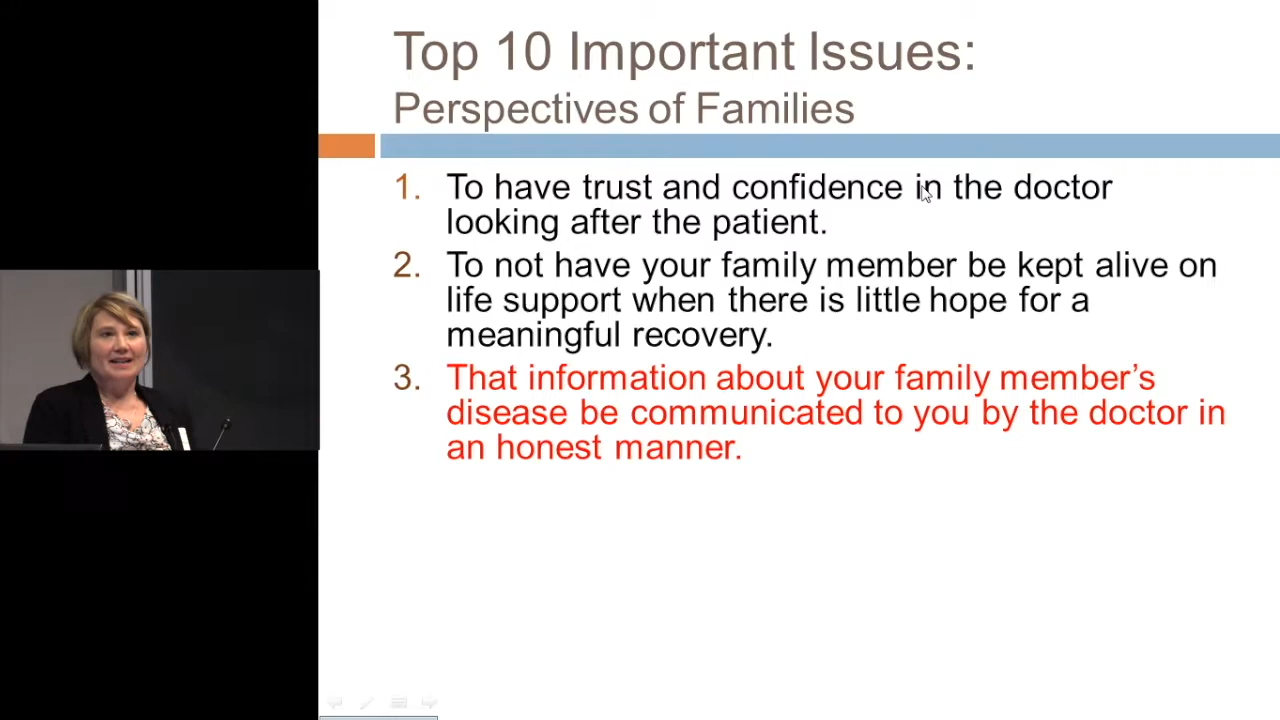 Top 10 Important Issues:
Perspectives of Families
1. To have trust and confidence in the doctor
looking after the patient.
2. To not have your family member be kept alive on
life support when there is little hope for a
meaningful recovery.
3. That information about your family member’s
disease be communicated to you by the doctor in
an honest manner.